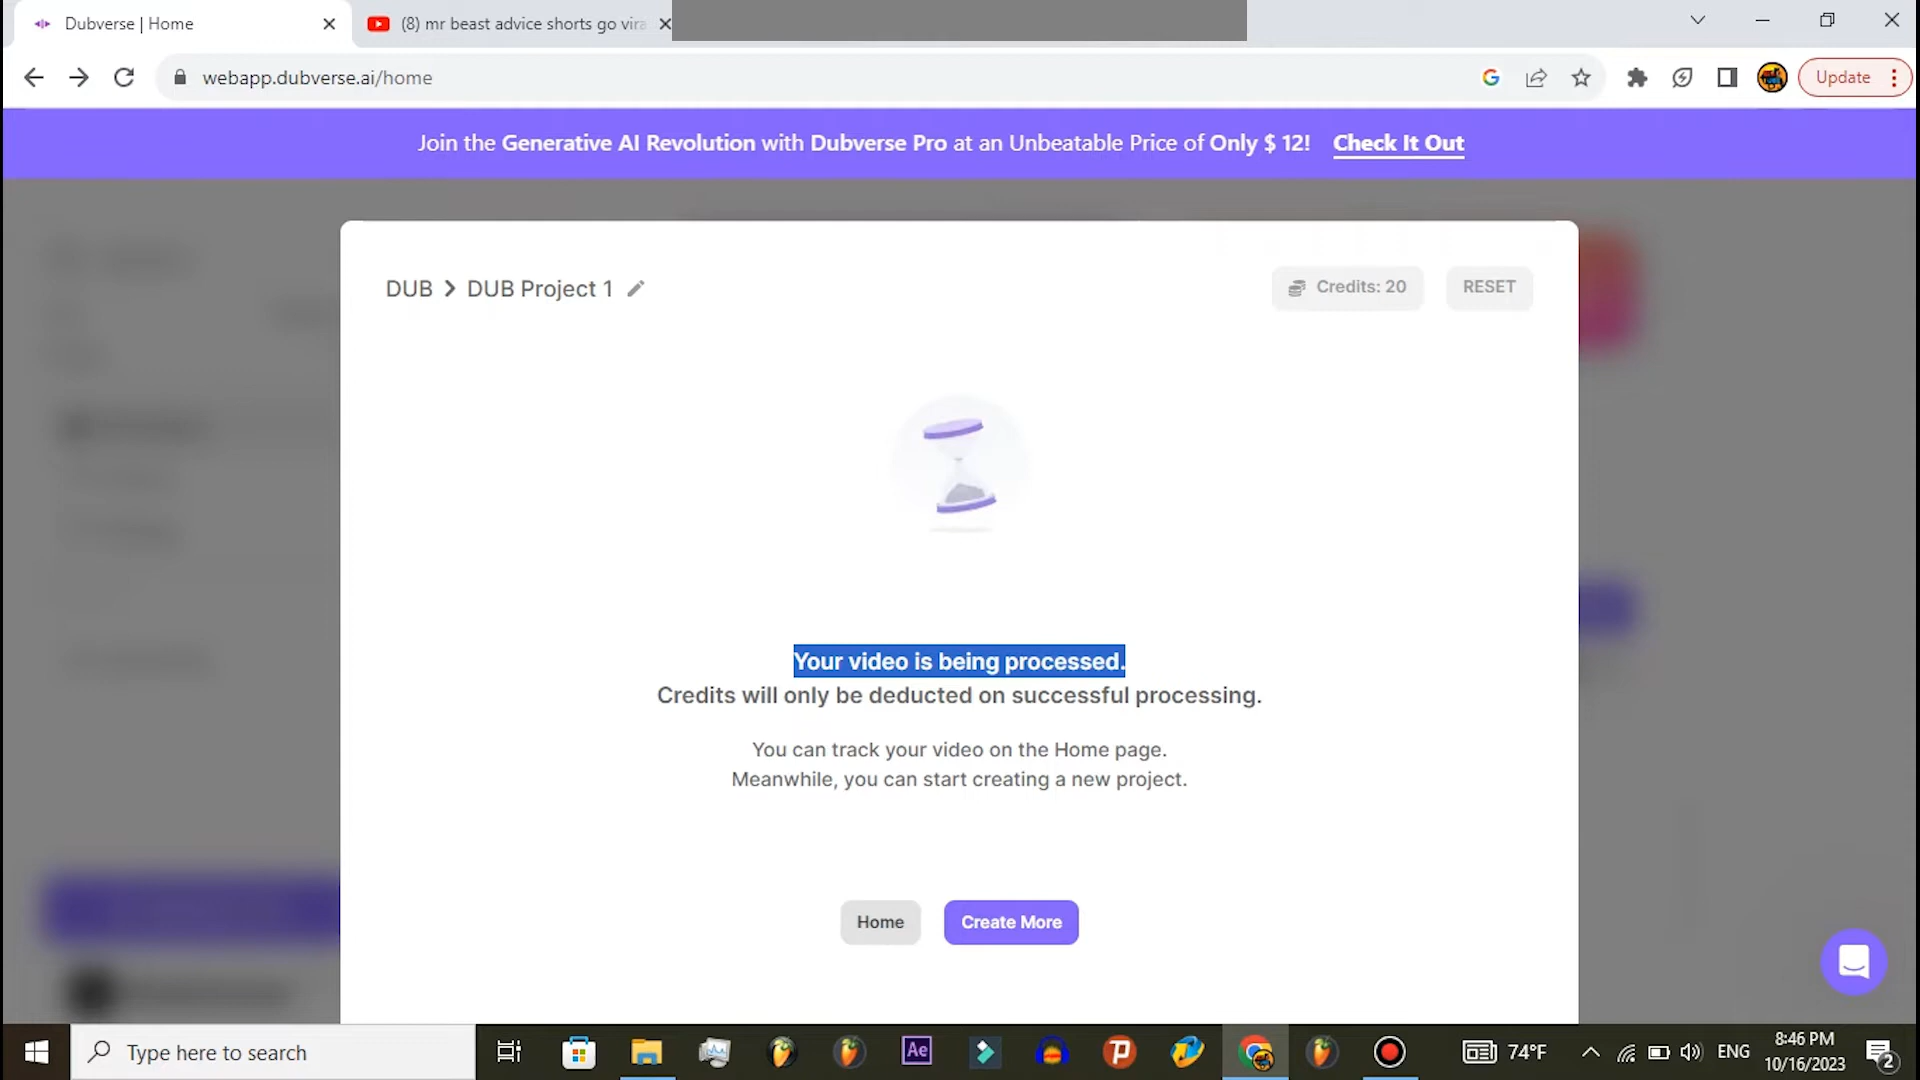 Dubverse | Home
(8) mr beast advice shorts go vira
webapp.dubverse.ai/home
Update
Join the Generative AI Revolution with Dubverse Pro at an Unbeatable Price of Only $ 12! Check It Out
DUB > DUB Project 1
Credits: 20
RESET
Your video is being processed.
Credits will only be deducted on successful processing.
You can track your video on the Home page.
Meanwhile, you can start creating a new project.
Home
Create More
Type here to search
Ae
74°F
ENG
8:46 PM
10/16/2023
2